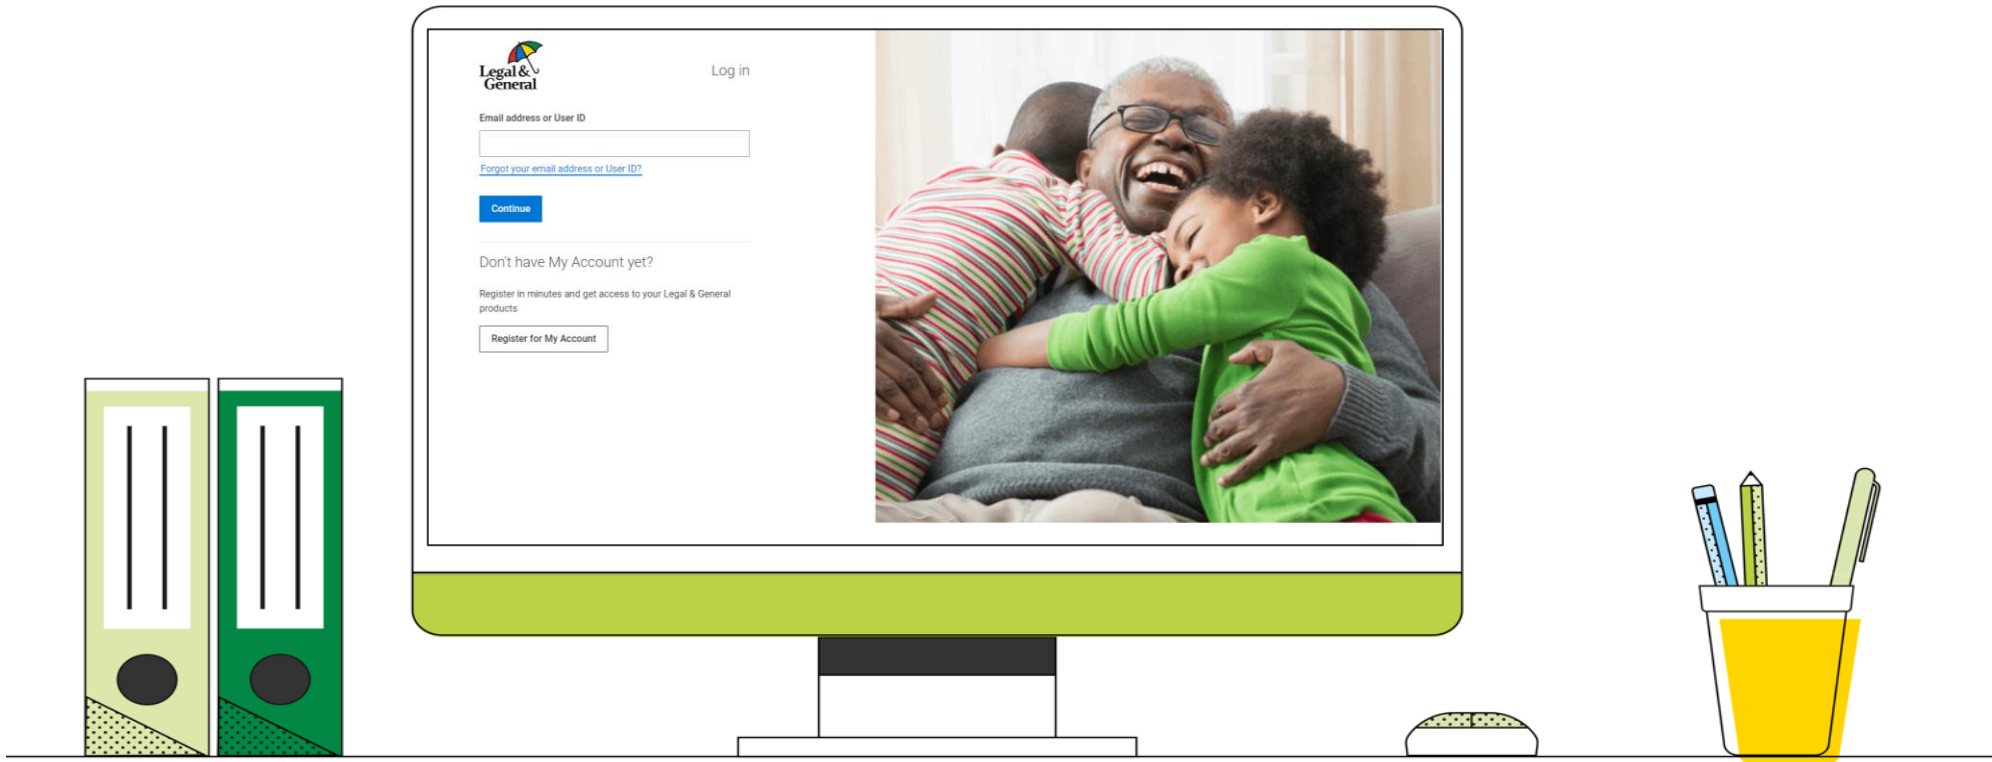 Legal &
General
Log in
Email address or User ID
Forgot your email address or User ID?
Continue
Don't have My Account yet?
Register in minutes and get access to your Legal & General
products
Register for My Account